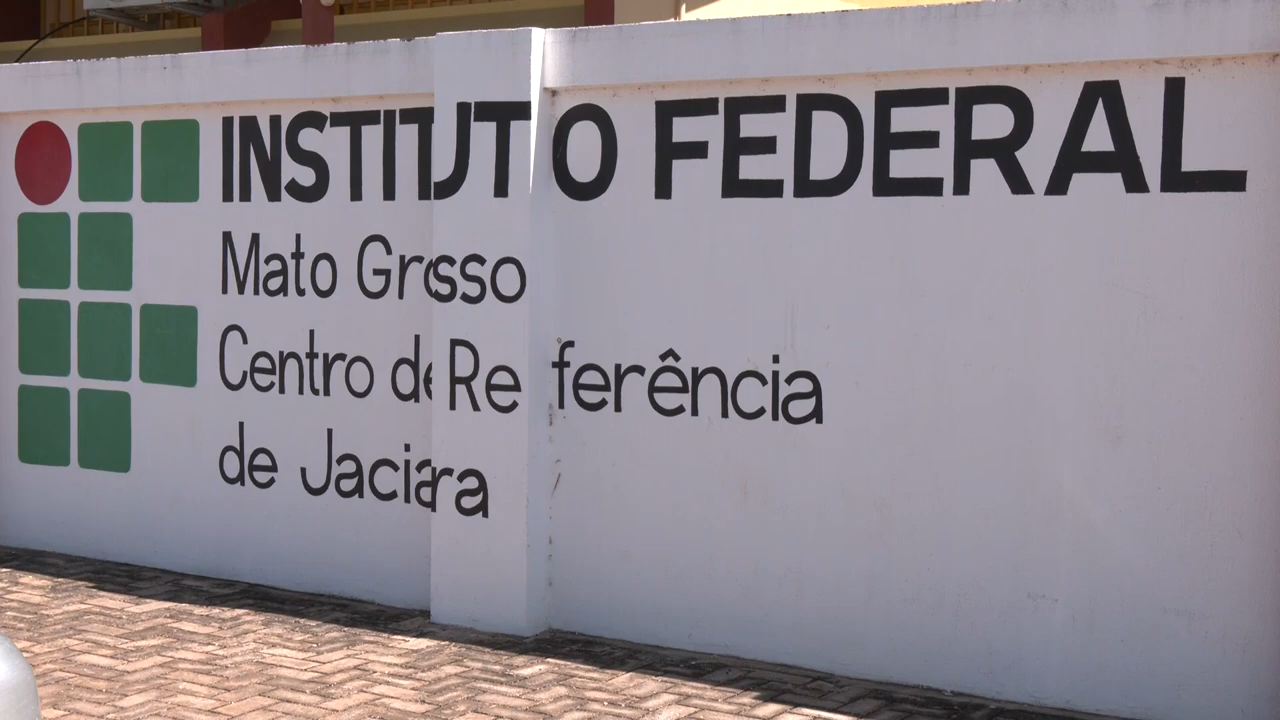 INSTITUTO FEDERAL
Mato Grosso
Centro de Referência
de Jaciara